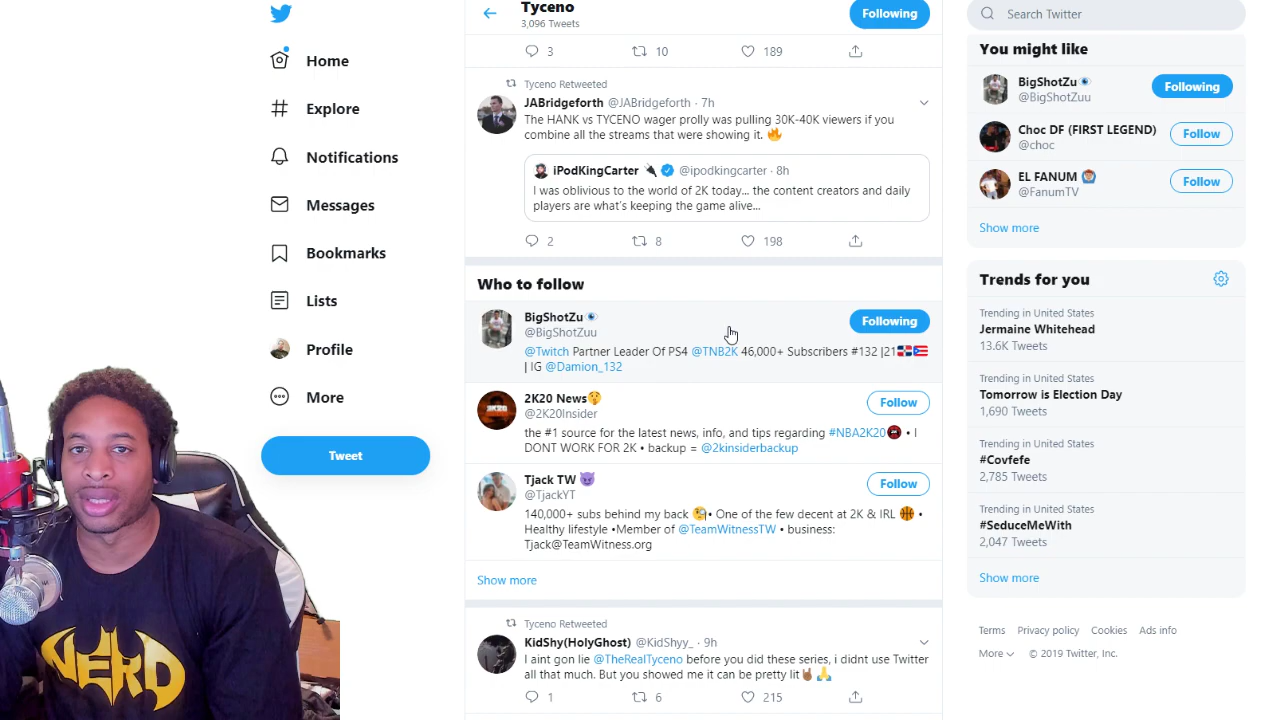 Tyceno
3,096 Tweets
Following
Search Twitter
Home
Explore
Notifications
Messages
Bookmarks
Lists
Profile
More
Tweet
3 10 189
Tyceno Retweeted
JABridgeforth @JABridgeforth · 7h
The HANK vs TYCENO wager prolly was pulling 30K-40K viewers if you
combine all the streams that were showing it. 🔥
iPodKingCarter 🔌 @ipodkingcarter · 8h
I was oblivious to the world of 2K today... the content creators and daily
players are what's keeping the game alive...
2 8 198
Who to follow
BigShotZu
@BigShotZuu
Following
@Twitch Partner Leader Of PS4 @TNB2K 46,000+ Subscribers #132 |21🇩🇴🇵🇷
| IG @Damion_132
2K20 News🤫
@2K20Insider
Follow
the #1 source for the latest news, info, and tips regarding #NBA2K20 • I
DONT WORK FOR 2K • backup = @2kinsiderbackup
Tjack TW 😈
@TjackYT
Follow
140,000+ subs behind my back 🧐• One of the few decent at 2K & IRL 🏀 •
Healthy lifestyle •Member of @TeamWitnessTW • business:
Tjack@TeamWitness.org
Show more
Tyceno Retweeted
KidShy(HolyGhost) @KidShyy_ · 9h
I aint gon lie @TheRealTyceno before you did these series, i didnt use Twitter
all that much. But you showed me it can be pretty lit🤘🏾🙏
1 6 215
You might like
BigShotZu
@BigShotZuu
Following
Choc DF (FIRST LEGEND)
@choc
Follow
EL FANUM
@FanumTV
Follow
Show more
Trends for you
Trending in United States
Jermaine Whitehead
13.6K Tweets
Trending in United States
Tomorrow is Election Day
1,690 Tweets
Trending in United States
#Covfefe
2,785 Tweets
Trending in United States
#SeduceMeWith
2,047 Tweets
Show more
Terms Privacy policy Cookies Ads info
More © 2019 Twitter, Inc.
NERD